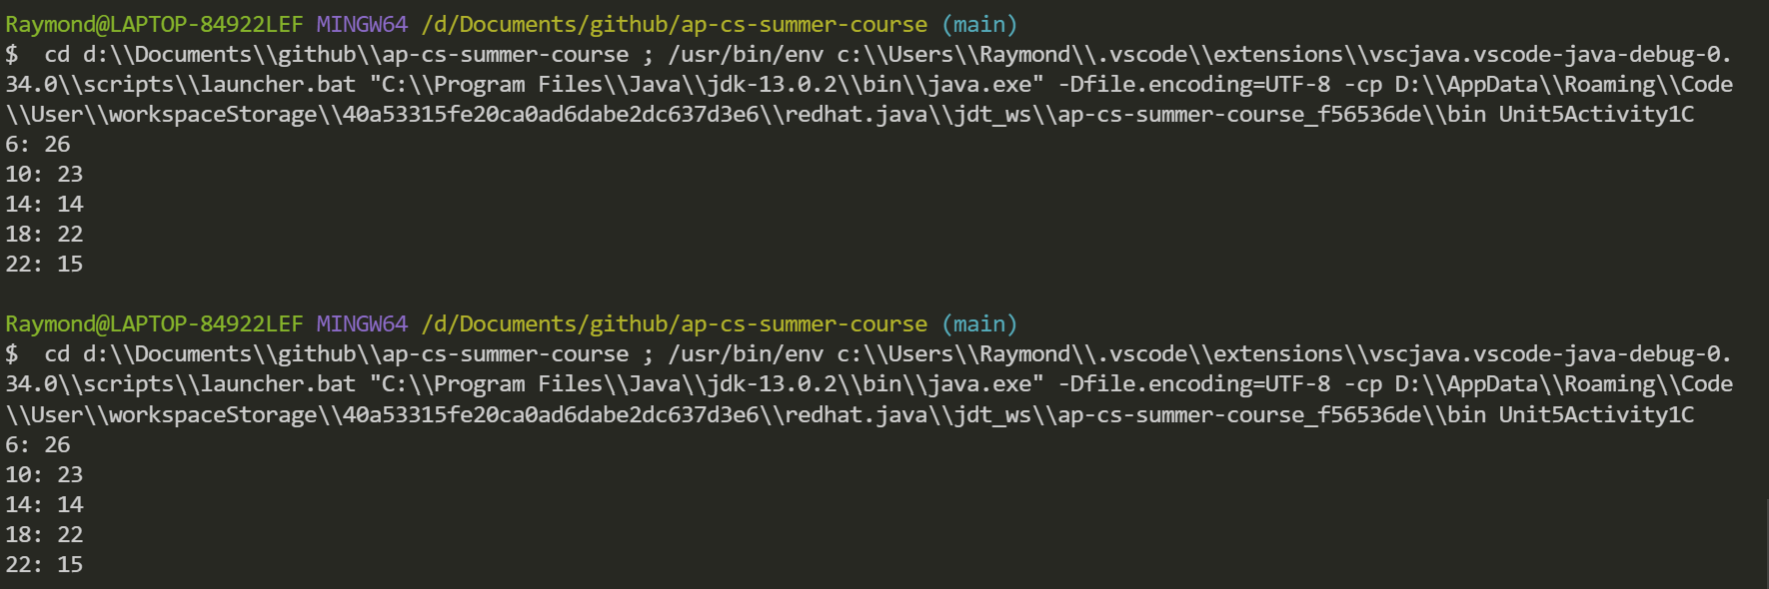 Raymond@LAPTOP-84922LEF MINGW64 /d/Documents/github/ap-cs-summer-course (main)
$  cd d:\\Documents\\github\\ap-cs-summer-course ; /usr/bin/env c:\\Users\\Raymond\\.vscode\\extensions\\vscjava.vscode-java-debug-0.
34.0\\scripts\\launcher.bat "C:\\Program Files\\Java\\jdk-13.0.2\\bin\\java.exe" -Dfile.encoding=UTF-8 -cp D:\\AppData\\Roaming\\Code
\\User\\workspaceStorage\\40a53315fe20ca0ad6dabe2dc637d3e6\\redhat.java\\jdt_ws\\ap-cs-summer-course_f56536de\\bin Unit5Activity1C
6: 26
10: 23
14: 14
18: 22
22: 15
Raymond@LAPTOP-84922LEF MINGW64 /d/Documents/github/ap-cs-summer-course (main)
$  cd d:\\Documents\\github\\ap-cs-summer-course ; /usr/bin/env c:\\Users\\Raymond\\.vscode\\extensions\\vscjava.vscode-java-debug-0.
34.0\\scripts\\launcher.bat "C:\\Program Files\\Java\\jdk-13.0.2\\bin\\java.exe" -Dfile.encoding=UTF-8 -cp D:\\AppData\\Roaming\\Code
\\User\\workspaceStorage\\40a53315fe20ca0ad6dabe2dc637d3e6\\redhat.java\\jdt_ws\\ap-cs-summer-course_f56536de\\bin Unit5Activity1C
6: 26
10: 23
14: 14
18: 22
22: 15